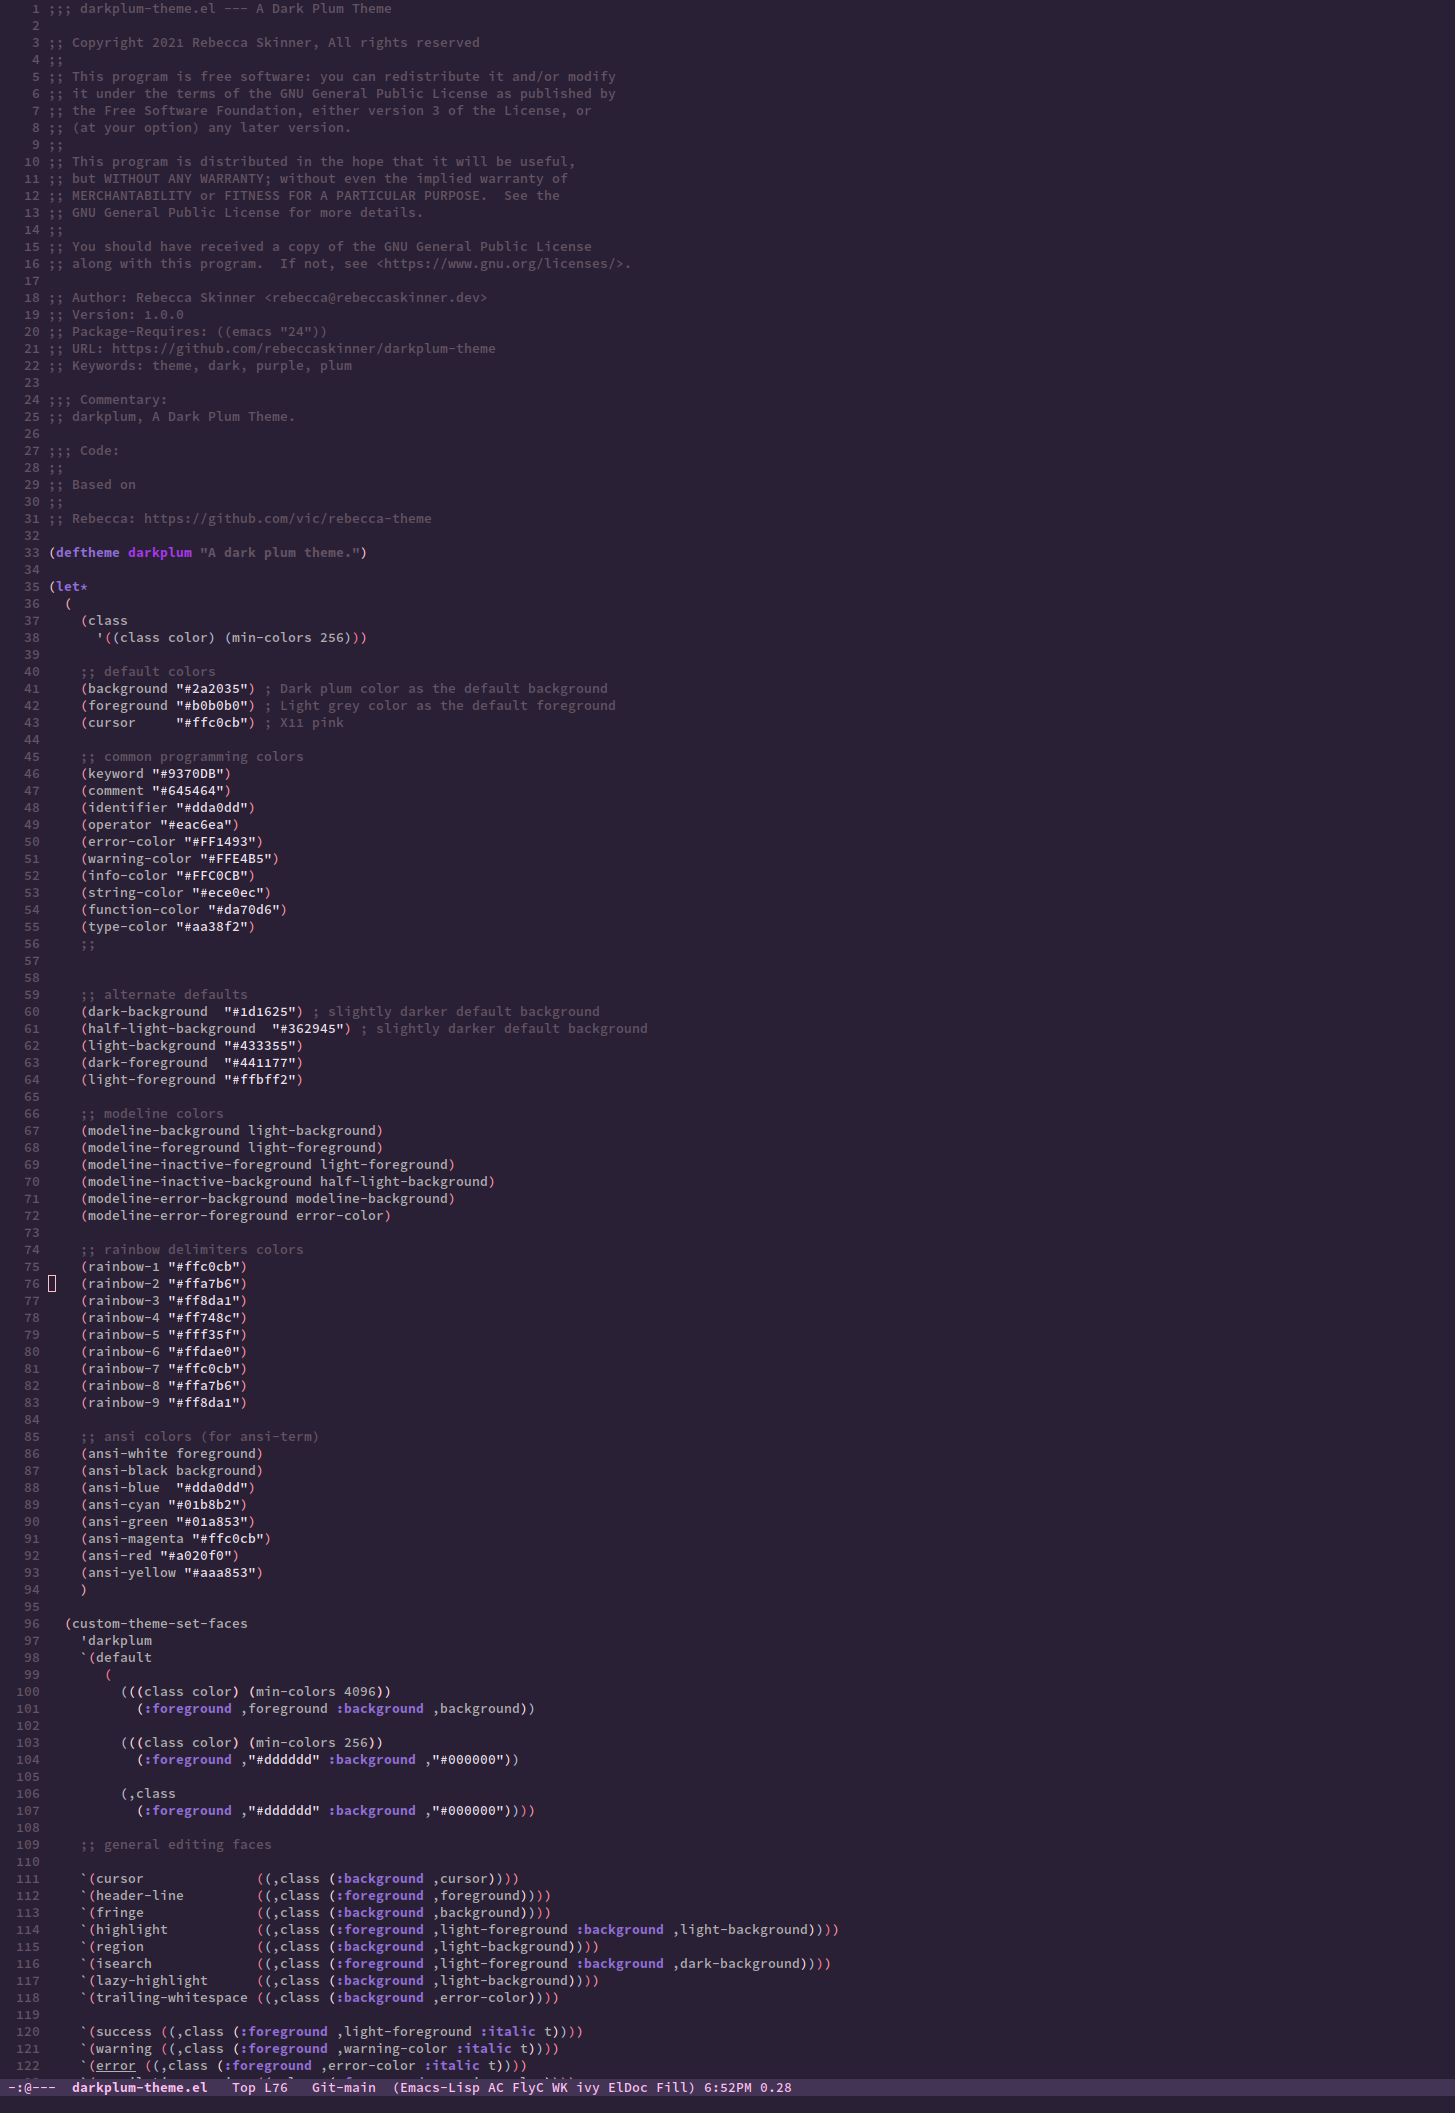 1 ;;; darkplum-theme.el --- A Dark Plum Theme
2
3 ;; Copyright 2021 Rebecca Skinner, All rights reserved
4 ;;
5 ;; This program is free software: you can redistribute it and/or modify
6 ;; it under the terms of the GNU General Public License as published by
7 ;; the Free Software Foundation, either version 3 of the License, or
8 ;; (at your option) any later version.
9 ;;
10 ;; This program is distributed in the hope that it will be useful,
11 ;; but WITHOUT ANY WARRANTY; without even the implied warranty of
12 ;; MERCHANTABILITY or FITNESS FOR A PARTICULAR PURPOSE.  See the
13 ;; GNU General Public License for more details.
14 ;;
15 ;; You should have received a copy of the GNU General Public License
16 ;; along with this program.  If not, see <https://www.gnu.org/licenses/>.
17
18 ;; Author: Rebecca Skinner <rebecca@rebeccaskinner.dev>
19 ;; Version: 1.0.0
20 ;; Package-Requires: ((emacs "24"))
21 ;; URL: https://github.com/rebeccaskinner/darkplum-theme
22 ;; Keywords: theme, dark, purple, plum
23
24 ;;; Commentary:
25 ;; darkplum, A Dark Plum Theme.
26
27 ;;; Code:
28 ;;
29 ;; Based on
30 ;;
31 ;; Rebecca: https://github.com/vic/rebecca-theme
32
33 (deftheme darkplum "A dark plum theme.")
34
35 (let*
36   (
37     (class
38       '((class color) (min-colors 256)))
39
40     ;; default colors
41     (background "#2a2035") ; Dark plum color as the default background
42     (foreground "#b0b0b0") ; Light grey color as the default foreground
43     (cursor     "#ffc0cb") ; X11 pink
44
45     ;; common programming colors
46     (keyword "#9370DB")
47     (comment "#645464")
48     (identifier "#dda0dd")
49     (operator "#eac6ea")
50     (error-color "#FF1493")
51     (warning-color "#FFE4B5")
52     (info-color "#FFC0CB")
53     (string-color "#ece0ec")
54     (function-color "#da70d6")
55     (type-color "#aa38f2")
56     ;;
57
58
59     ;; alternate defaults
60     (dark-background  "#1d1625") ; slightly darker default background
61     (half-light-background  "#362945") ; slightly darker default background
62     (light-background "#433355")
63     (dark-foreground  "#441177")
64     (light-foreground "#ffbff2")
65
66     ;; modeline colors
67     (modeline-background light-background)
68     (modeline-foreground light-foreground)
69     (modeline-inactive-foreground light-foreground)
70     (modeline-inactive-background half-light-background)
71     (modeline-error-background modeline-background)
72     (modeline-error-foreground error-color)
73
74     ;; rainbow delimiters colors
75     (rainbow-1 "#ffc0cb")
76     (rainbow-2 "#ffa7b6")
77     (rainbow-3 "#ff8da1")
78     (rainbow-4 "#ff748c")
79     (rainbow-5 "#fff35f")
80     (rainbow-6 "#ffdae0")
81     (rainbow-7 "#ffc0cb")
82     (rainbow-8 "#ffa7b6")
83     (rainbow-9 "#ff8da1")
84
85     ;; ansi colors (for ansi-term)
86     (ansi-white foreground)
87     (ansi-black background)
88     (ansi-blue  "#dda0dd")
89     (ansi-cyan "#01b8b2")
90     (ansi-green "#01a853")
91     (ansi-magenta "#ffc0cb")
92     (ansi-red "#a020f0")
93     (ansi-yellow "#aaa853")
94     )
95
96   (custom-theme-set-faces
97     'darkplum
98     `(default
99        (
100         (((class color) (min-colors 4096))
101           (:foreground ,foreground :background ,background))
102
103         (((class color) (min-colors 256))
104           (:foreground ,"#dddddd" :background ,"#000000"))
105
106         (,class
107           (:foreground ,"#dddddd" :background ,"#000000"))))
108
109    ;; general editing faces
110
111    `(cursor              ((,class (:background ,cursor))))
112    `(header-line         ((,class (:foreground ,foreground))))
113    `(fringe              ((,class (:background ,background))))
114    `(highlight           ((,class (:foreground ,light-foreground :background ,light-background))))
115    `(region              ((,class (:background ,light-background))))
116    `(isearch             ((,class (:foreground ,light-foreground :background ,dark-background))))
117    `(lazy-highlight      ((,class (:background ,light-background))))
118    `(trailing-whitespace ((,class (:background ,error-color))))
119
120    `(success ((,class (:foreground ,light-foreground :italic t))))
121    `(warning ((,class (:foreground ,warning-color :italic t))))
122    `(error ((,class (:foreground ,error-color :italic t))))
-:@---  darkplum-theme.el   Top L76   Git-main  (Emacs-Lisp AC FlyC WK ivy ElDoc Fill) 6:52PM 0.28